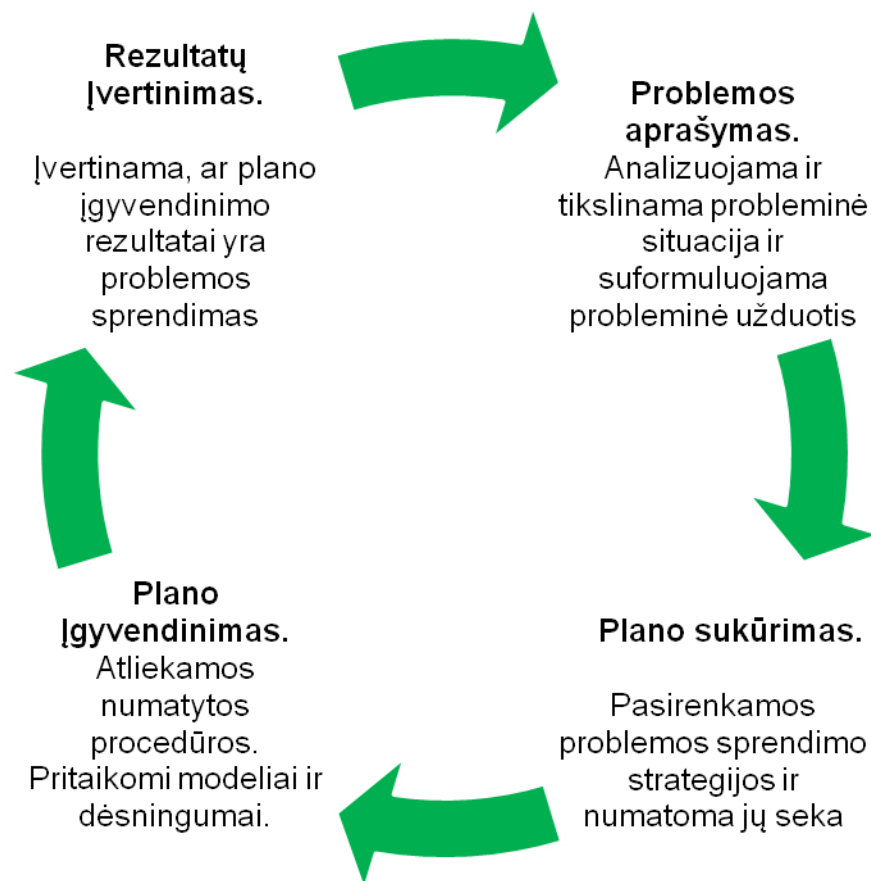 Rezultatų
Įvertinimas.
Įvertinama, ar plano
įgyvendinimo
rezultatai yra
problemos
sprendimas
Problemos
aprašymas.
Analizuojama ir
tikslinama probleminė
situacija ir
suformuluojama
probleminė užduotis
Plano sukūrimas.
Pasirenkamos
problemos sprendimo
strategijos ir
numatoma jų seka
Plano
Įgyvendinimas.
Atliekamos
numatytos
procedūros.
Pritaikomi modeliai ir
dėsningumai.